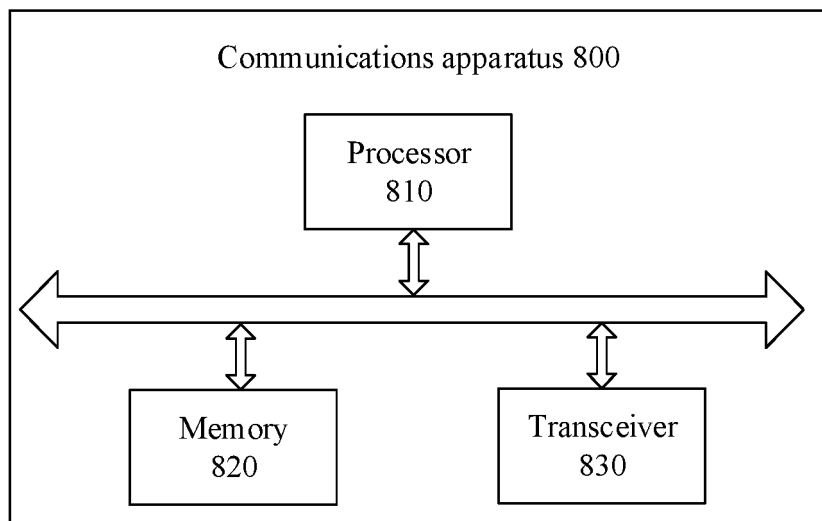 Communications apparatus 800
Processor
810
Memory
820
Transceiver
830